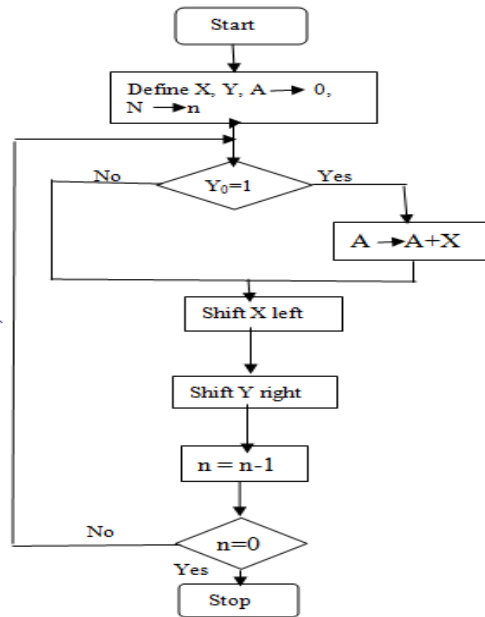 Start
Define X, Y, A → 0,
N → n
Y₀=1
No
Yes
A → A+X
Shift X left
Shift Y right
n = n-1
n=0
No
Yes
Stop